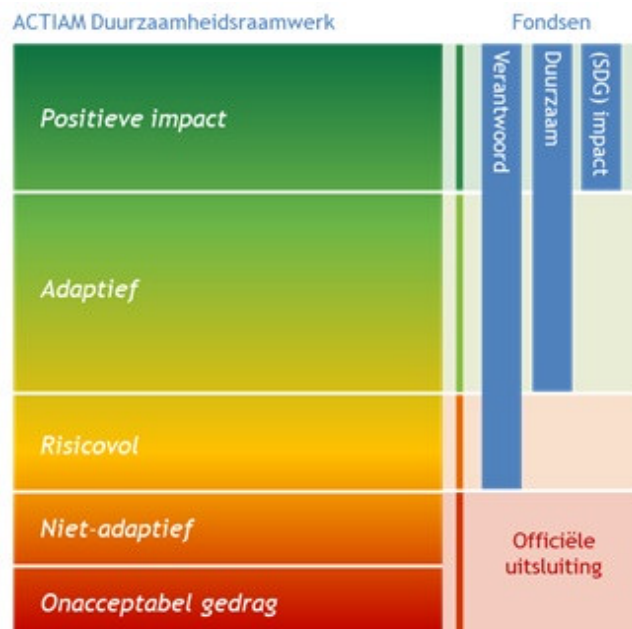 ACTIAM Duurzaamheidsraamwerk
Fondsen
Positieve impact
Verantwoord
Duurzaam
(SDG) impact
Adaptief
Risicovol
Niet-adaptief
Officiële
uitsluiting
Onacceptabel gedrag